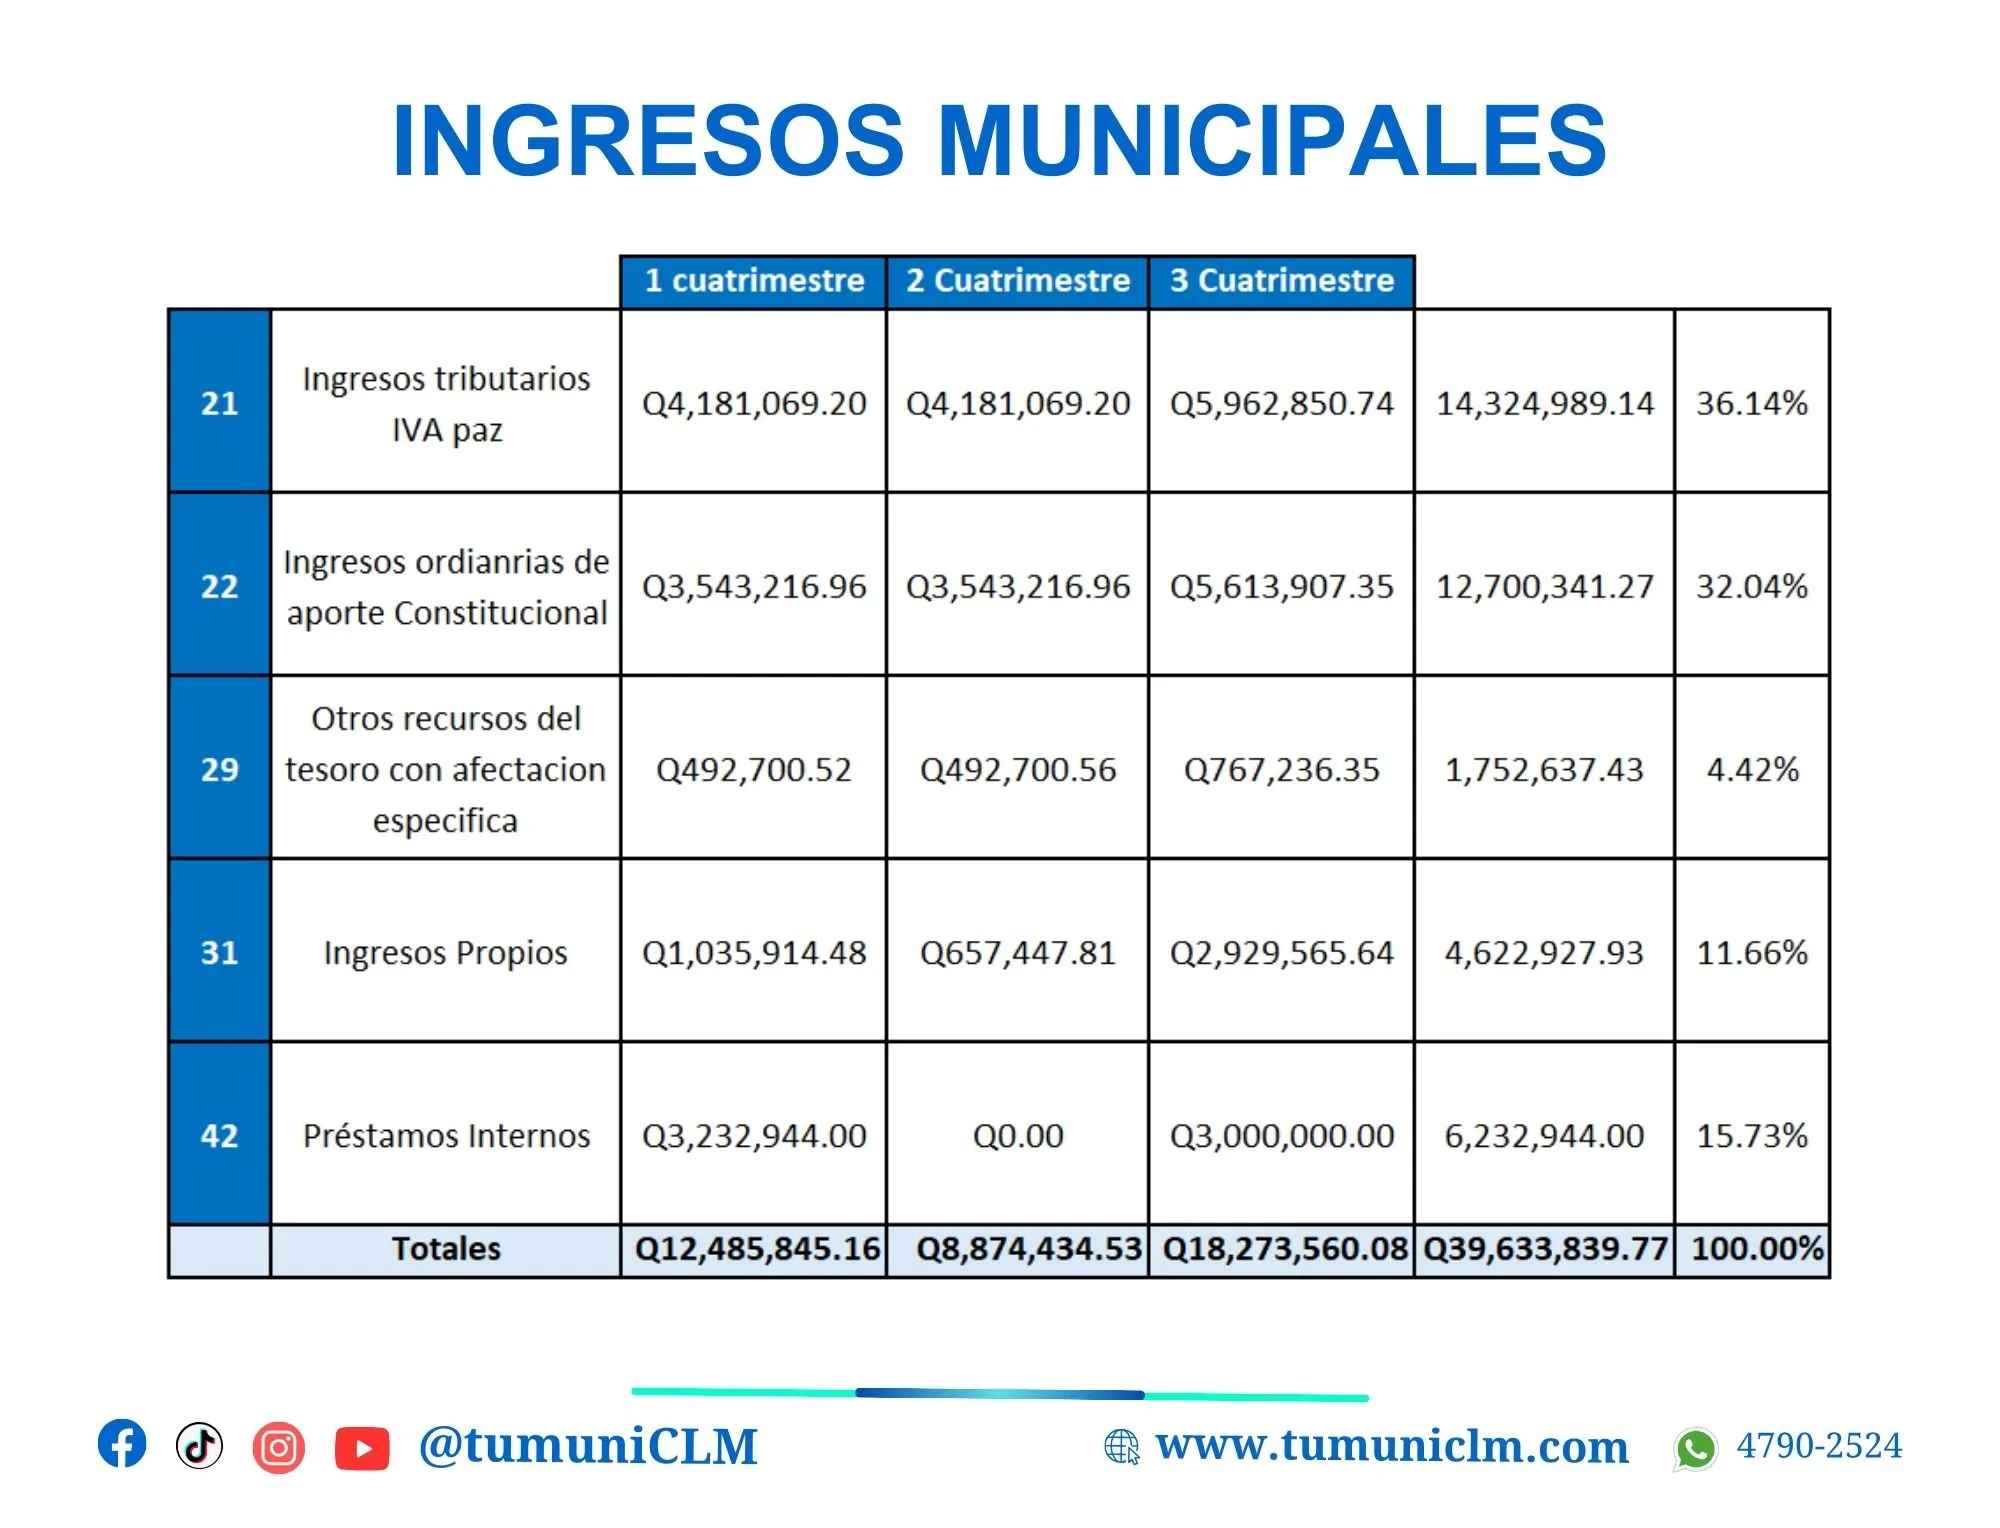 INGRESOS MUNICIPALES
1 cuatrimestre 2 Cuatrimestre 3 Cuatrimestre
21 Ingresos tributarios IVA paz Q4,181,069.20 Q4,181,069.20 Q5,962,850.74 14,324,989.14 36.14%
22 Ingresos ordianrias de aporte Constitucional Q3,543,216.96 Q3,543,216.96 Q5,613,907.35 12,700,341.27 32.04%
29 Otros recursos del tesoro con afectacion especifica Q492,700.52 Q492,700.56 Q767,236.35 1,752,637.43 4.42%
31 Ingresos Propios Q1,035,914.48 Q657,447.81 Q2,929,565.64 4,622,927.93 11.66%
42 Préstamos Internos Q3,232,944.00 Q0.00 Q3,000,000.00 6,232,944.00 15.73%
Totales Q12,485,845.16 Q8,874,434.53 Q18,273,560.08 Q39,633,839.77 100.00%
@tumuniCLM www.tumuniclm.com 4790-2524